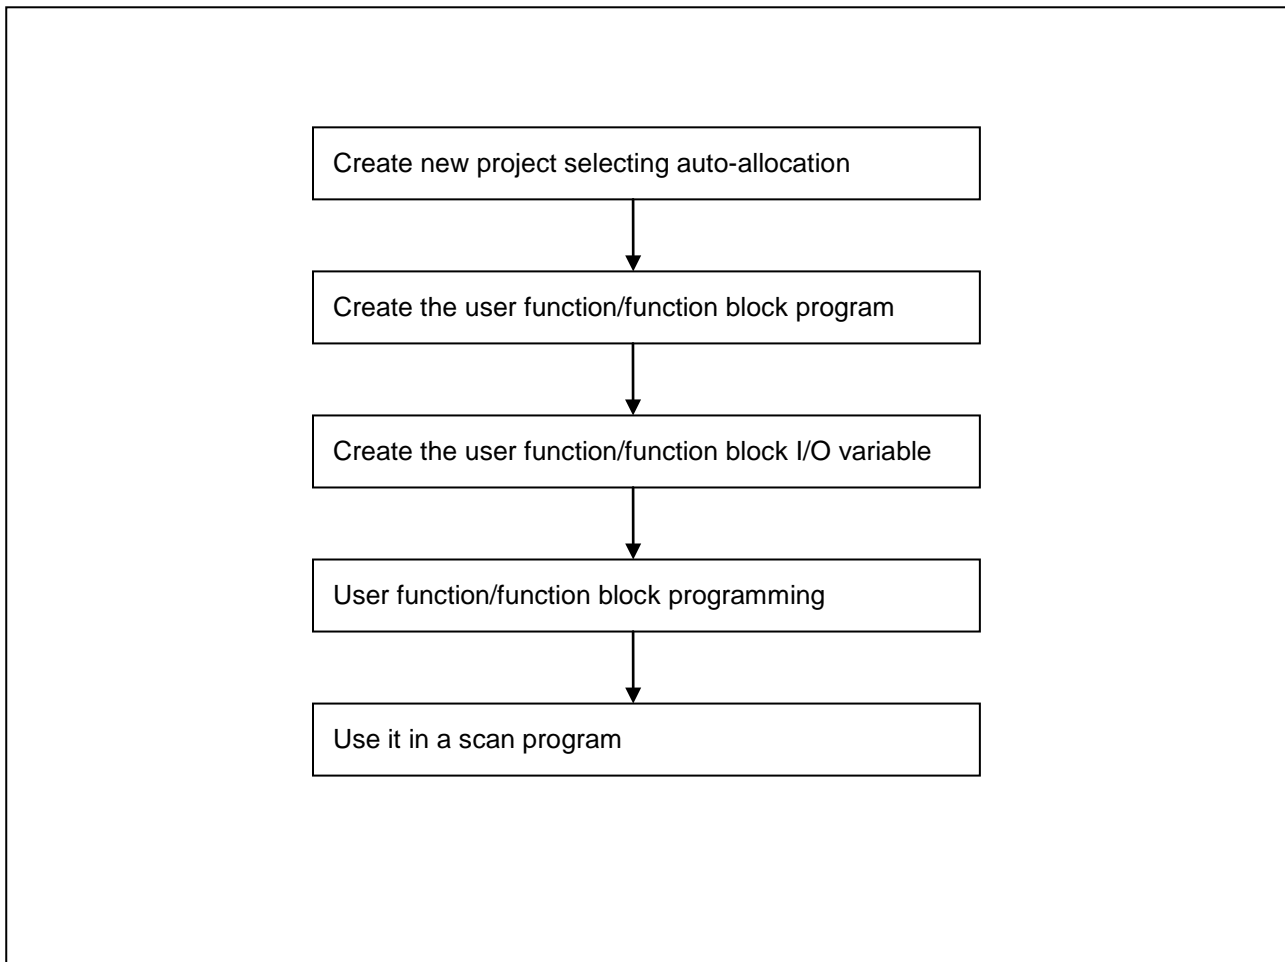 Create new project selecting auto-allocation
Create the user function/function block program
Create the user function/function block I/O variable
User function/function block programming
Use it in a scan program